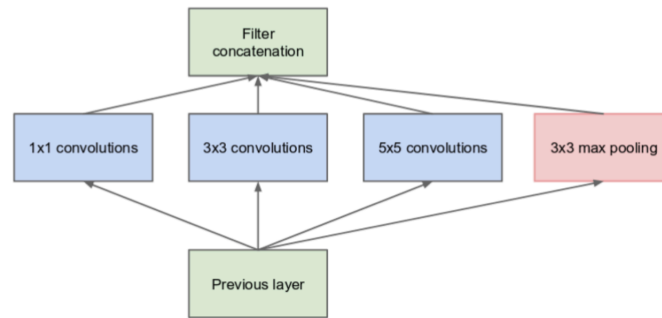 Filter
concatenation
1x1 convolutions
3x3 convolutions
5x5 convolutions
3x3 max pooling
Previous layer